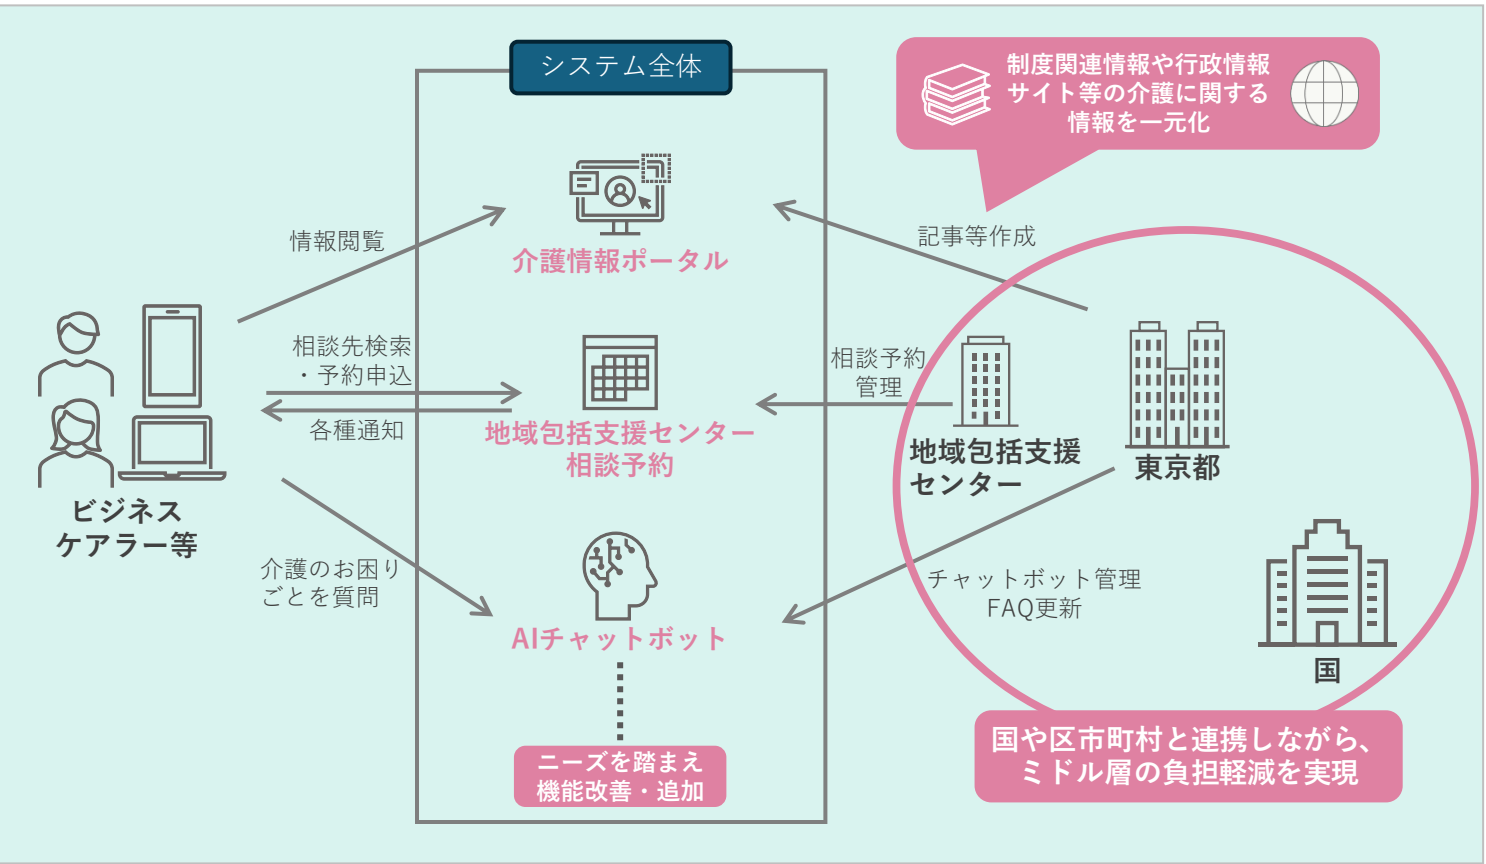 システム全体
制度関連情報や行政情報
サイト等の介護に関する
情報を一元化
情報閲覧
介護情報ポータル
記事等作成
相談先検索
・予約申込
各種通知
地域包括支援センター
相談予約
相談予約
管理
地域包括支援
センター
東京都
ビジネス
ケアラー等
介護のお困り
ごとを質問
AIチャットボット
チャットボット管理
FAQ更新
国
ニーズを踏まえ
機能改善・追加
国や区市町村と連携しながら、
ミドル層の負担軽減を実現